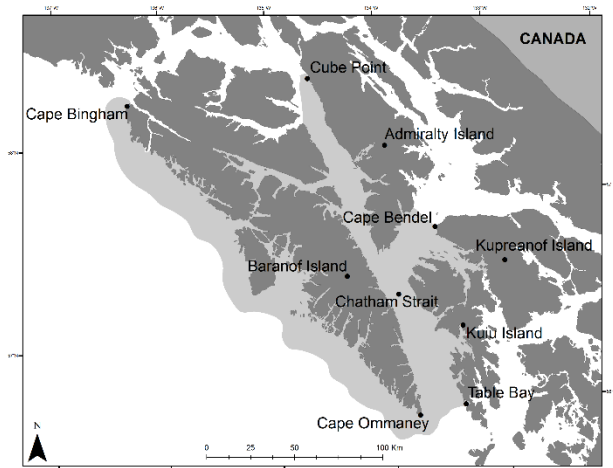 CANADA
Cube Point
Cape Bingham
Admiralty Island
Cape Bendel
Kupreanof Island
Baranof Island
Chatham Strait
Kuiu Island
Table Bay
Cape Ommaney
N
0 25 50 100 Km